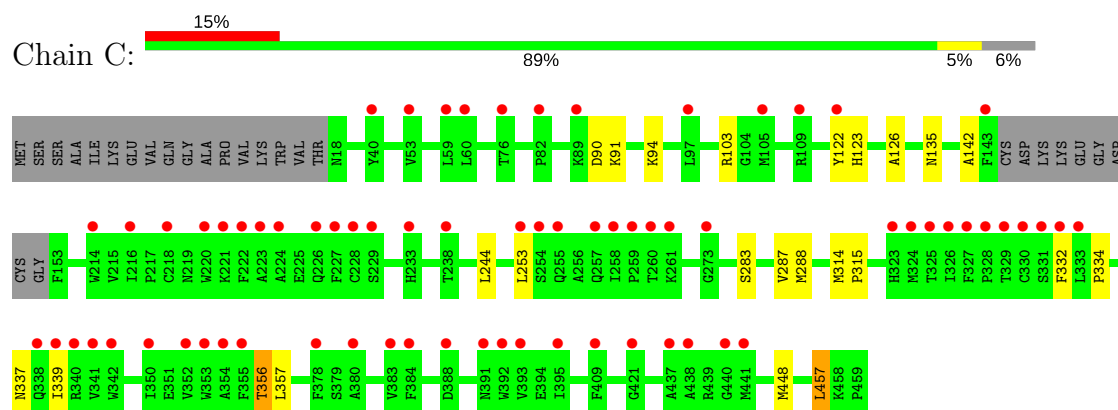 15%
Chain C:
89% 5% 6%
MET SER SER ALA ILE LYS GLU VAL GLN GLY ALA PRO VAL LYS TRP VAL THR N18 Y40 V53 L59 L60 T76 P82 K89 D90 K91 K94 L97 R103 G104 M105 R109 Y122 H123 A126 N135 A142 F143 CYS ASP LYS LYS GLU GLY ASP
CYS GLY F153 W214 V215 I216 P217 C218 N219 W220 K221 F222 A223 A224 E225 Q226 F227 C228 S229 H233 T238 L244 L253 S254 Q255 A256 Q257 I258 P259 T260 K261 G273 S283 V287 M288 M314 P315 H323 M324 T325 I326 F327 P328 T329 C330 S331 F332 L333 P334
N337 Q338 I339 R340 V341 W342 I350 E351 V352 W353 A354 F355 T356 L357 F378 S379 A380 V383 F384 D388 N391 W392 V393 E394 I395 F409 G421 A437 A438 R439 G440 M441 M448 L457 K458 P459